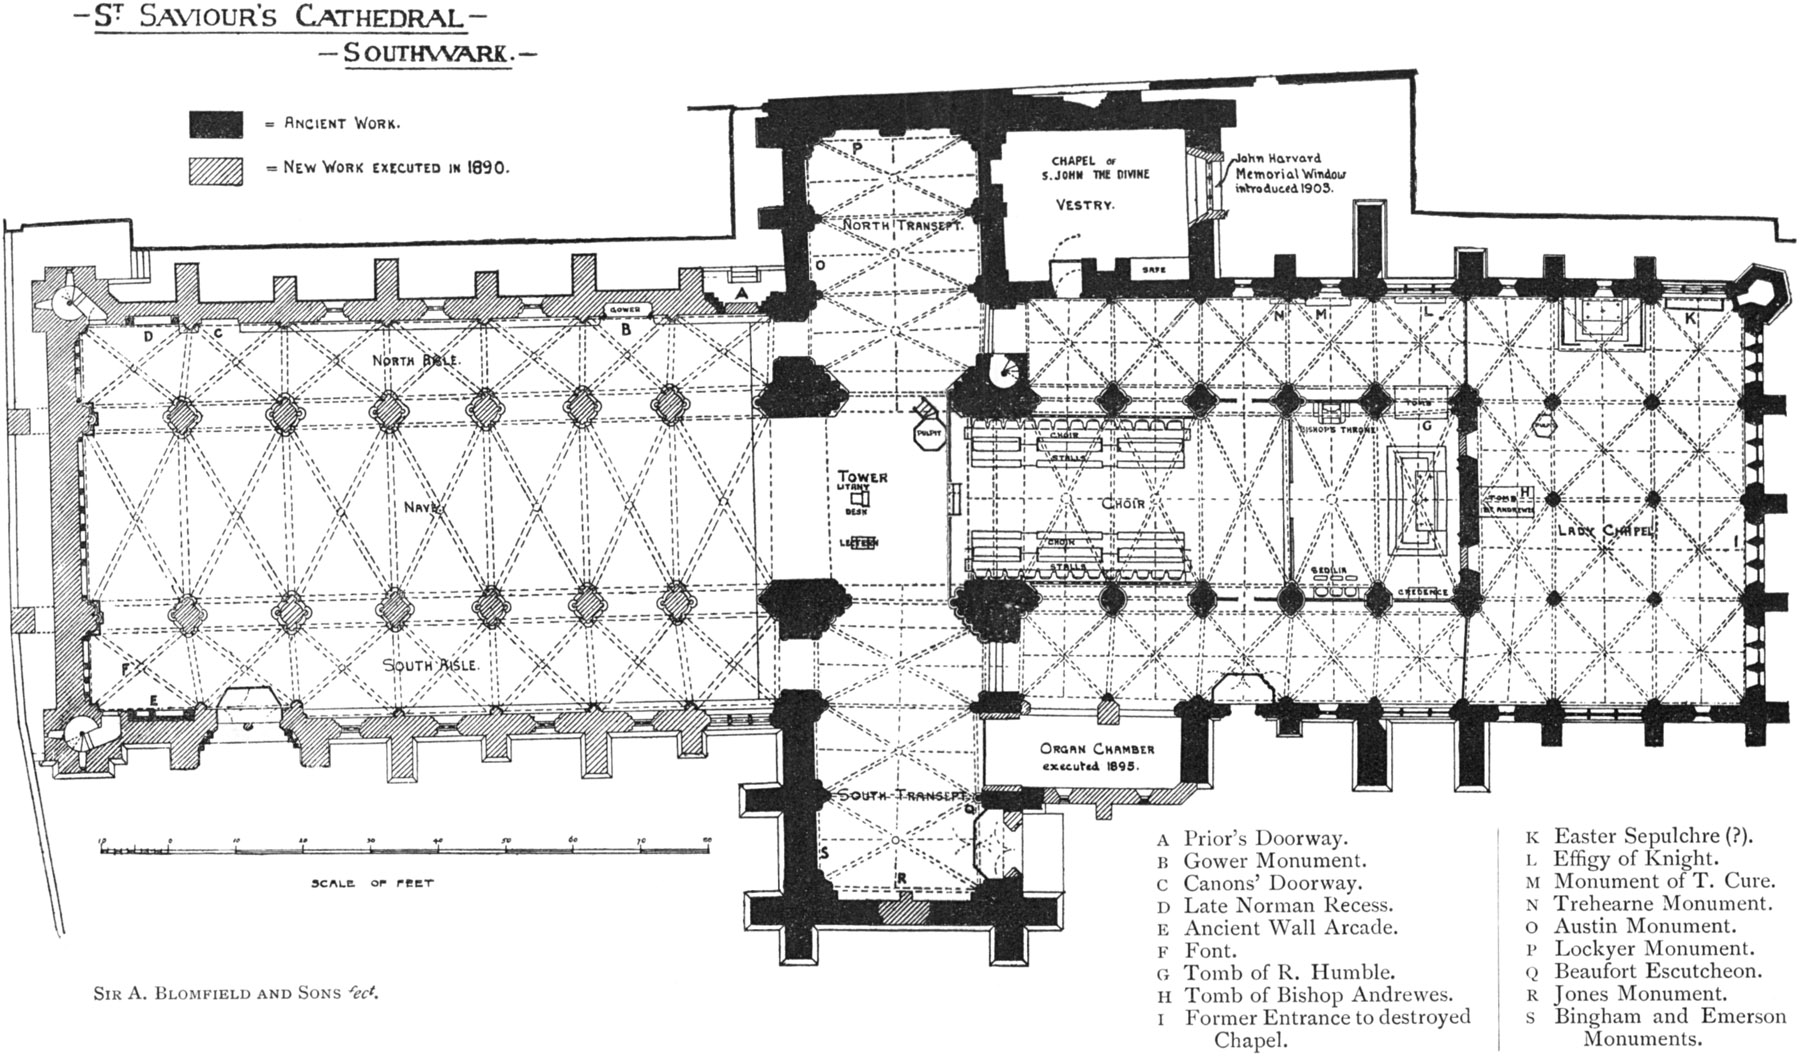 -ST SAVIOUR'S CATHEDRAL-
-SOUTHWARK.-
= ANCIENT WORK.
= NEW WORK EXECUTED IN 1890.
CHAPEL OF
S. JOHN THE DIVINE
VESTRY.
John Harvard
Memorial Window
introduced 1903.
P
NORTH TRANSEPT.
O
SAFE
A
GOWER
B
D
C
NORTH AISLE.
N
M
L
K
TOMB
G
BISHOP'S THRONE
PULPIT
CHOIR
STALLS
TOWER
LITANY
DESK
LECTERN
NAVE
CHOIR
TOMB
H
BP. ANDREWES
LADY CHAPEL
I
CHOIR
STALLS
SEDILIA
CREDENCE
F
SOUTH AISLE.
E
ORGAN CHAMBER
executed 1895.
SOUTH TRANSEPT.
Q
S
R
10 0 10 20 30 40 50 60 70 80
SCALE OF FEET
SIR A. BLOMFIELD AND SONS fect.
A Prior's Doorway.
B Gower Monument.
C Canons' Doorway.
D Late Norman Recess.
E Ancient Wall Arcade.
F Font.
G Tomb of R. Humble.
H Tomb of Bishop Andrewes.
I Former Entrance to destroyed
Chapel.
K Easter Sepulchre (?).
L Effigy of Knight.
M Monument of T. Cure.
N Trehearne Monument.
O Austin Monument.
P Lockyer Monument.
Q Beaufort Escutcheon.
R Jones Monument.
S Bingham and Emerson
Monuments.